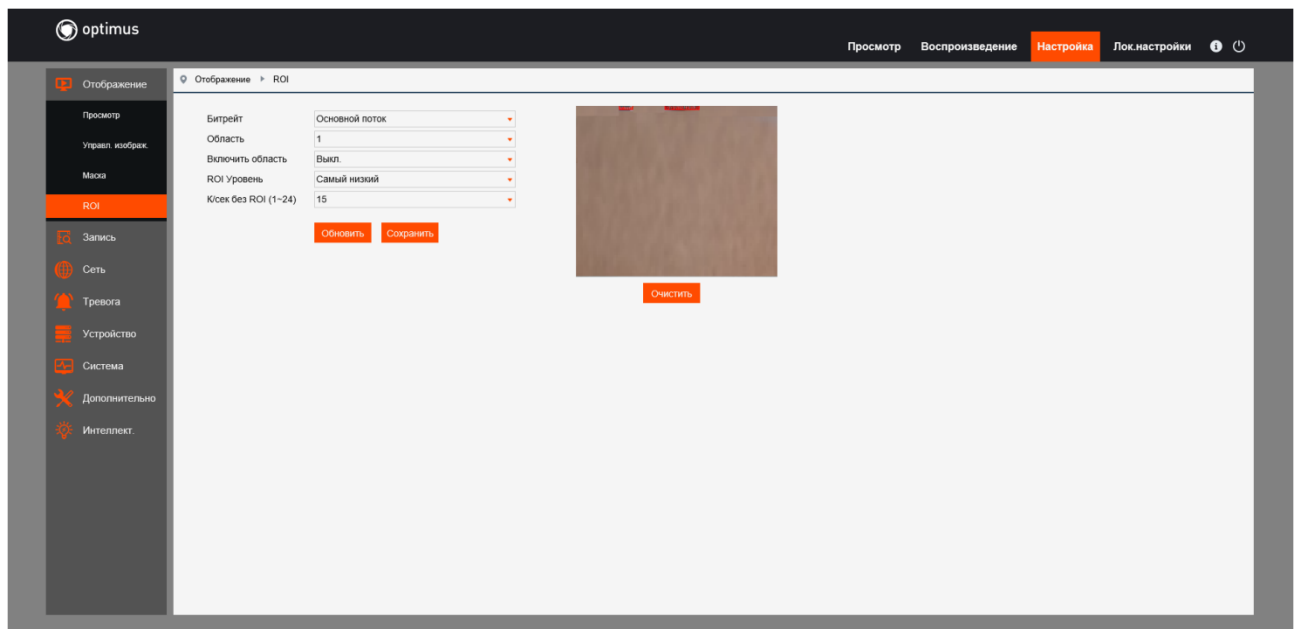 optimus
Просмотр Воспроизведение Настройка Лок.настройки
Отображение
Просмотр
Управл. изображ.
Маска
ROI
Запись
Сеть
Тревога
Устройство
Система
Дополнительно
Интеллект.
Отображение ROI
Битрейт Основной поток
Область 1
Включить область Выкл.
ROI Уровень Самый низкий
К/сек без ROI (1~24) 15
Обновить Сохранить
Очистить